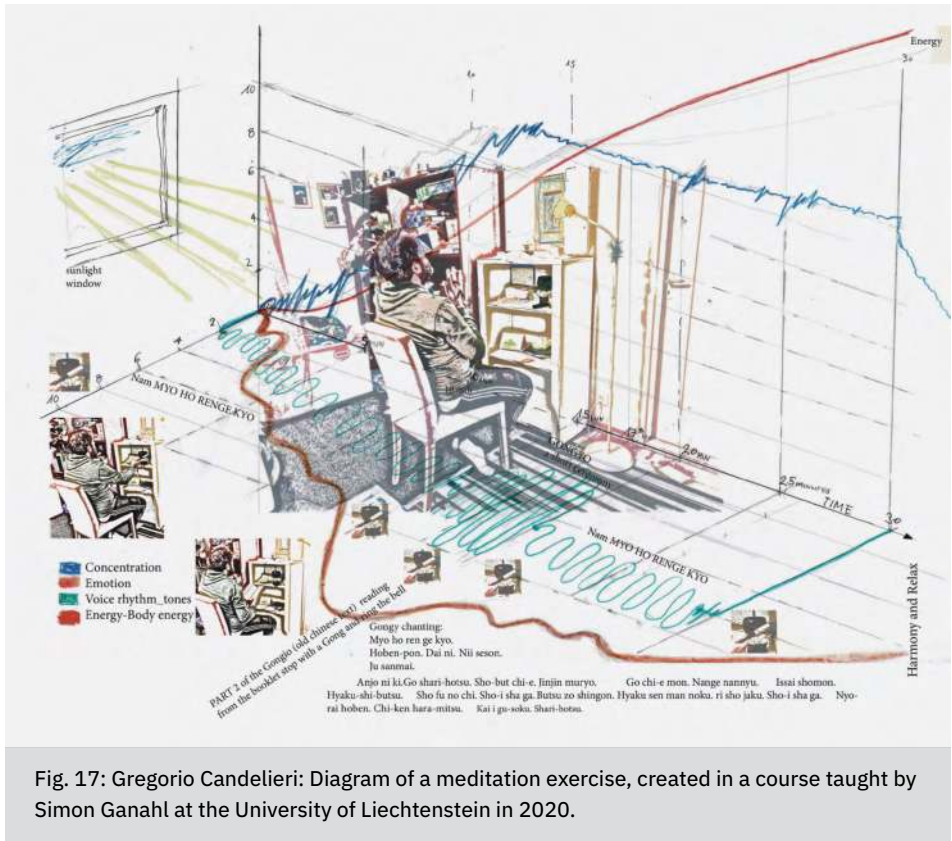 Energy
30
10
15
10
8
6
4
2
sunlight
window
2
4
6
8
10
Nam MYO HO RENGE KYO
GONGYO
15 min
20 min
25 minutes
TIME
30
Nam MYO HO RENGE KYO
Concentration
Emotion
Voice rhythm_tones
Energy-Body energy
PART 2 of the Gongio (old chinese text) reading
from the booklet stop with a Gong and ring the bell
Harmony and Relax
Gongy chanting:
Myo ho ren ge kyo.
Hoben-pon. Dai ni. Nii seson.
Ju sanmai.
Anjo ni ki.Go shari-hotsu. Sho-but chi-e, Jinjin muryo. Go chi-e mon. Nange nannyu. Issai shomon.
Hyaku-shi-butsu. Sho fu no chi. Sho-i sha ga. Butsu zo shingon. Hyaku sen man noku. ri sho jaku. Sho-i sha ga. Nyo-
rai hoben. Chi-ken hara-mitsu. Kai i gu-soku. Shari-hotsu.
Fig. 17: Gregorio Candelieri: Diagram of a meditation exercise, created in a course taught by
Simon Ganahl at the University of Liechtenstein in 2020.